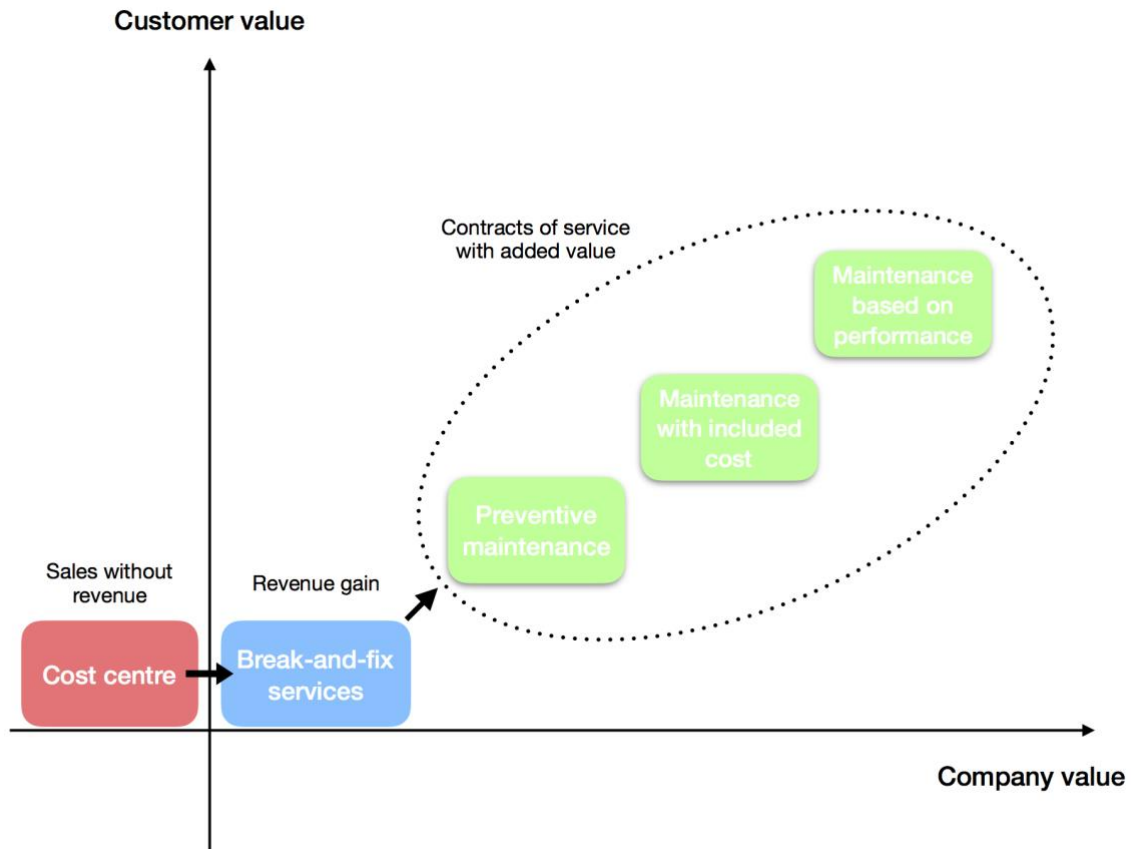 Customer value
Contracts of service
with added value
Maintenance
based on
performance
Maintenance
with included
cost
Preventive
maintenance
Sales without
revenue
Revenue gain
Cost centre
Break-and-fix
services
Company value